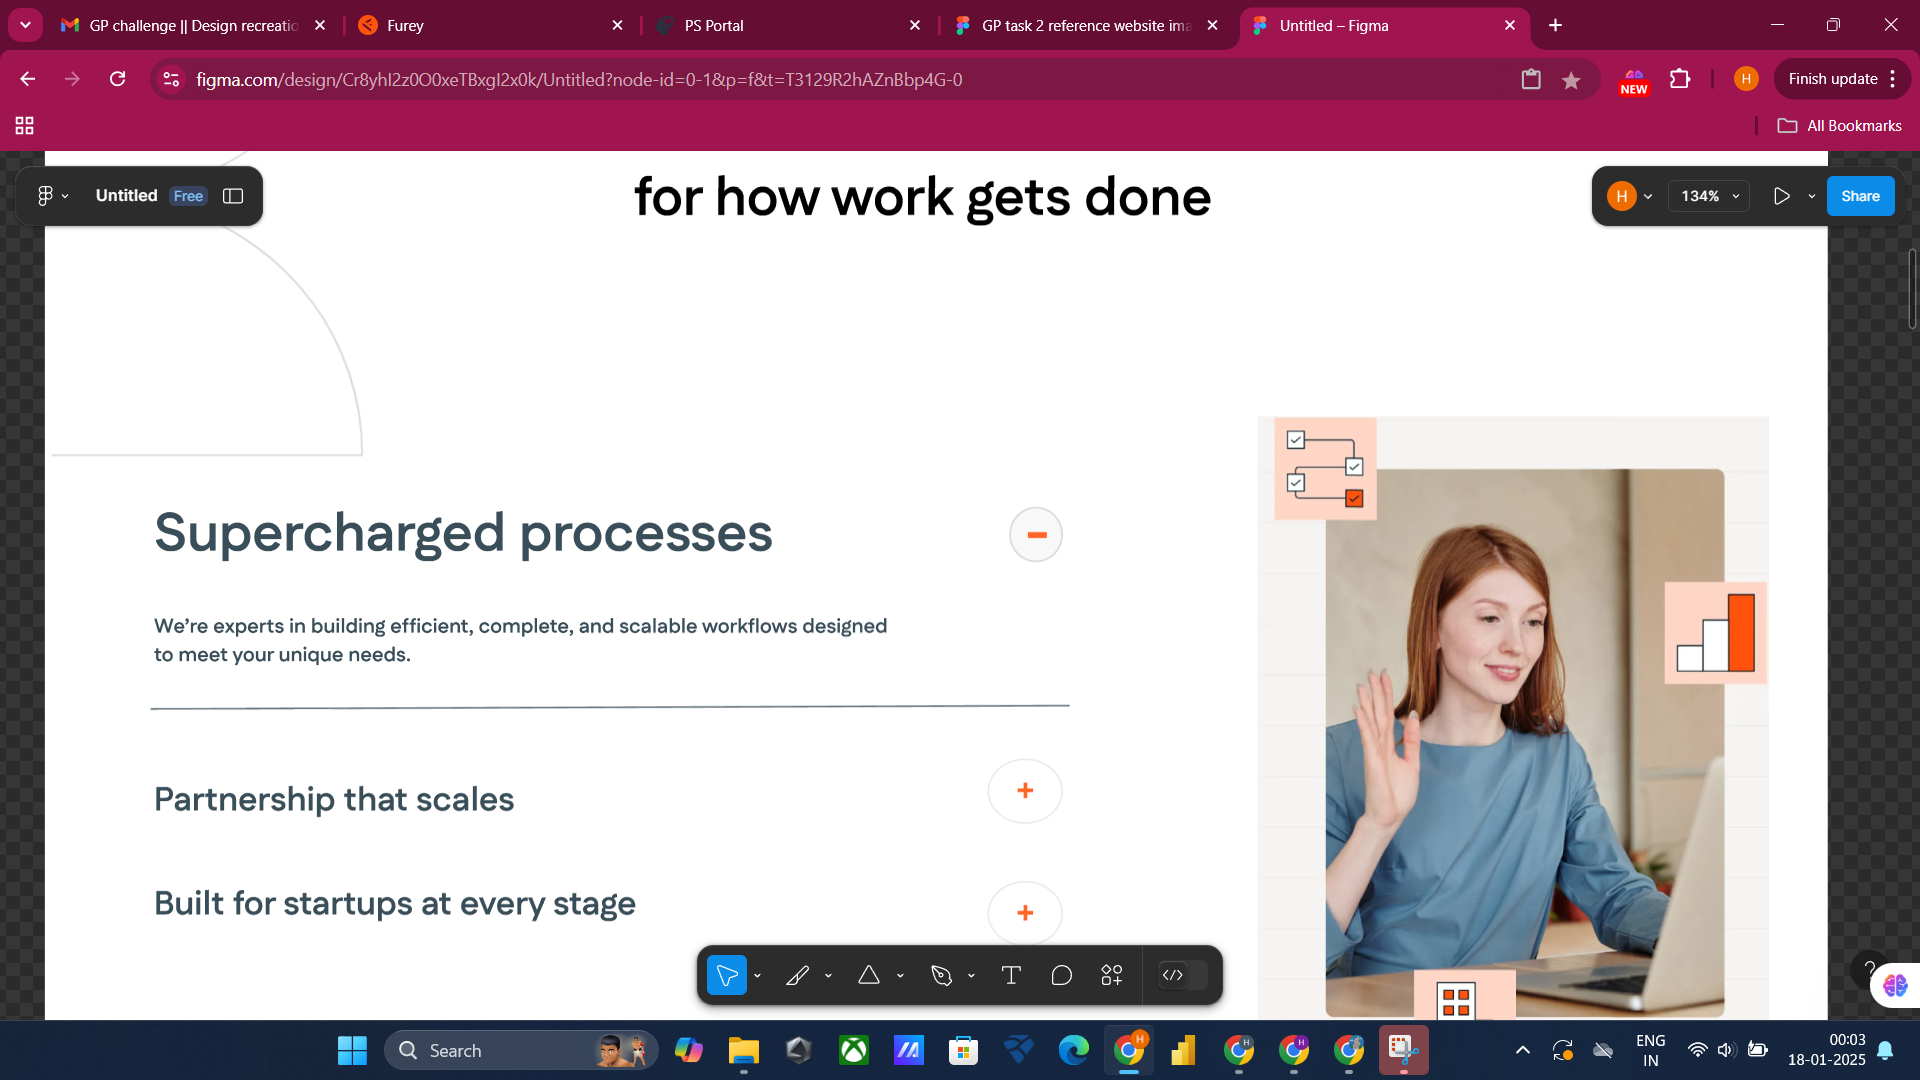 GP challenge || Design recreatio
Furey
PS Portal
GP task 2 reference website ima
Untitled – Figma
figma.com/design/Cr8yhI2z0O0xeTBxgI2x0k/Untitled?node-id=0-1&p=f&t=T3129R2hAZnBbp4G-0
NEW
H
Finish update
All Bookmarks
Untitled
Free
for how work gets done
H
134%
Share
Supercharged processes
We're experts in building efficient, complete, and scalable workflows designed
to meet your unique needs.
Partnership that scales
Built for startups at every stage
Search
ENG
IN
00:03
18-01-2025